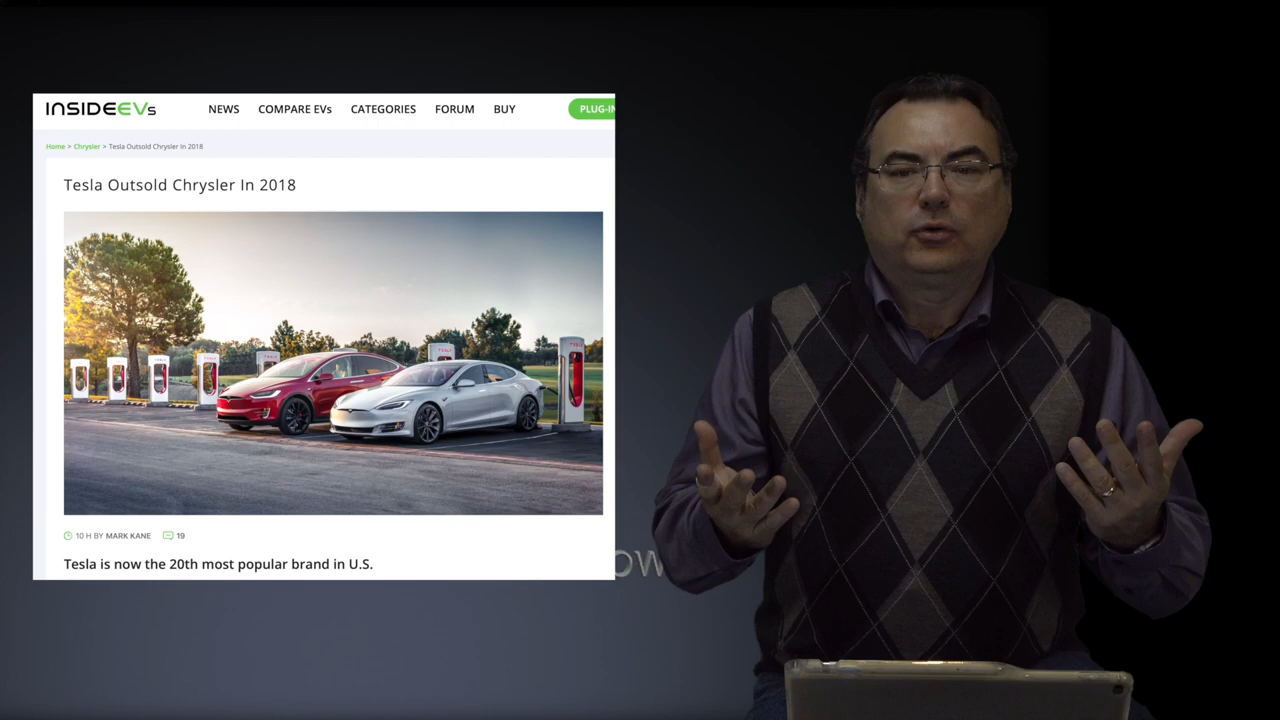 INSIDEEVs
NEWS COMPARE EVs CATEGORIES FORUM BUY PLUG-IN
Home > Chrysler > Tesla Outsold Chrysler In 2018
Tesla Outsold Chrysler In 2018
10 H BY MARK KANE 19
Tesla is now the 20th most popular brand in U.S.